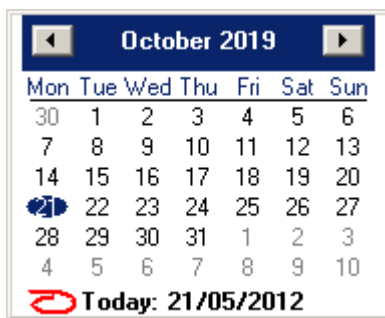 October 2019
Mon Tue Wed Thu Fri Sat Sun
30 1 2 3 4 5 6
7 8 9 10 11 12 13
14 15 16 17 18 19 20
21 22 23 24 25 26 27
28 29 30 31 1 2 3
4 5 6 7 8 9 10
Today: 21/05/2012